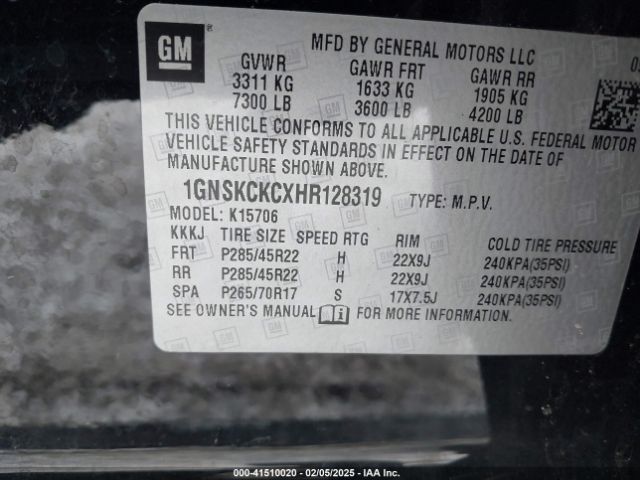 GM
®
MFD BY GENERAL MOTORS LLC
GVWR GAWR FRT GAWR RR
3311 KG 1633 KG 1905 KG
7300 LB 3600 LB 4200 LB
THIS VEHICLE CONFORMS TO ALL APPLICABLE U.S. FEDERAL MOTOR
VEHICLE SAFETY STANDARDS IN EFFECT ON THE DATE OF
MANUFACTURE SHOWN ABOVE.
1GNSKCKCXHR128319 TYPE: M.P.V.
MODEL: K15706
KKKJ TIRE SIZE SPEED RTG RIM COLD TIRE PRESSURE
FRT P285/45R22 H 22X9J 240KPA(35PSI)
RR P285/45R22 H 22X9J 240KPA(35PSI)
SPA P265/70R17 S 17X7.5J 240KPA(35PSI)
SEE OWNER'S MANUAL i FOR MORE INFORMATION.
000-41510020 - 02/05/2025 - IAA Inc.